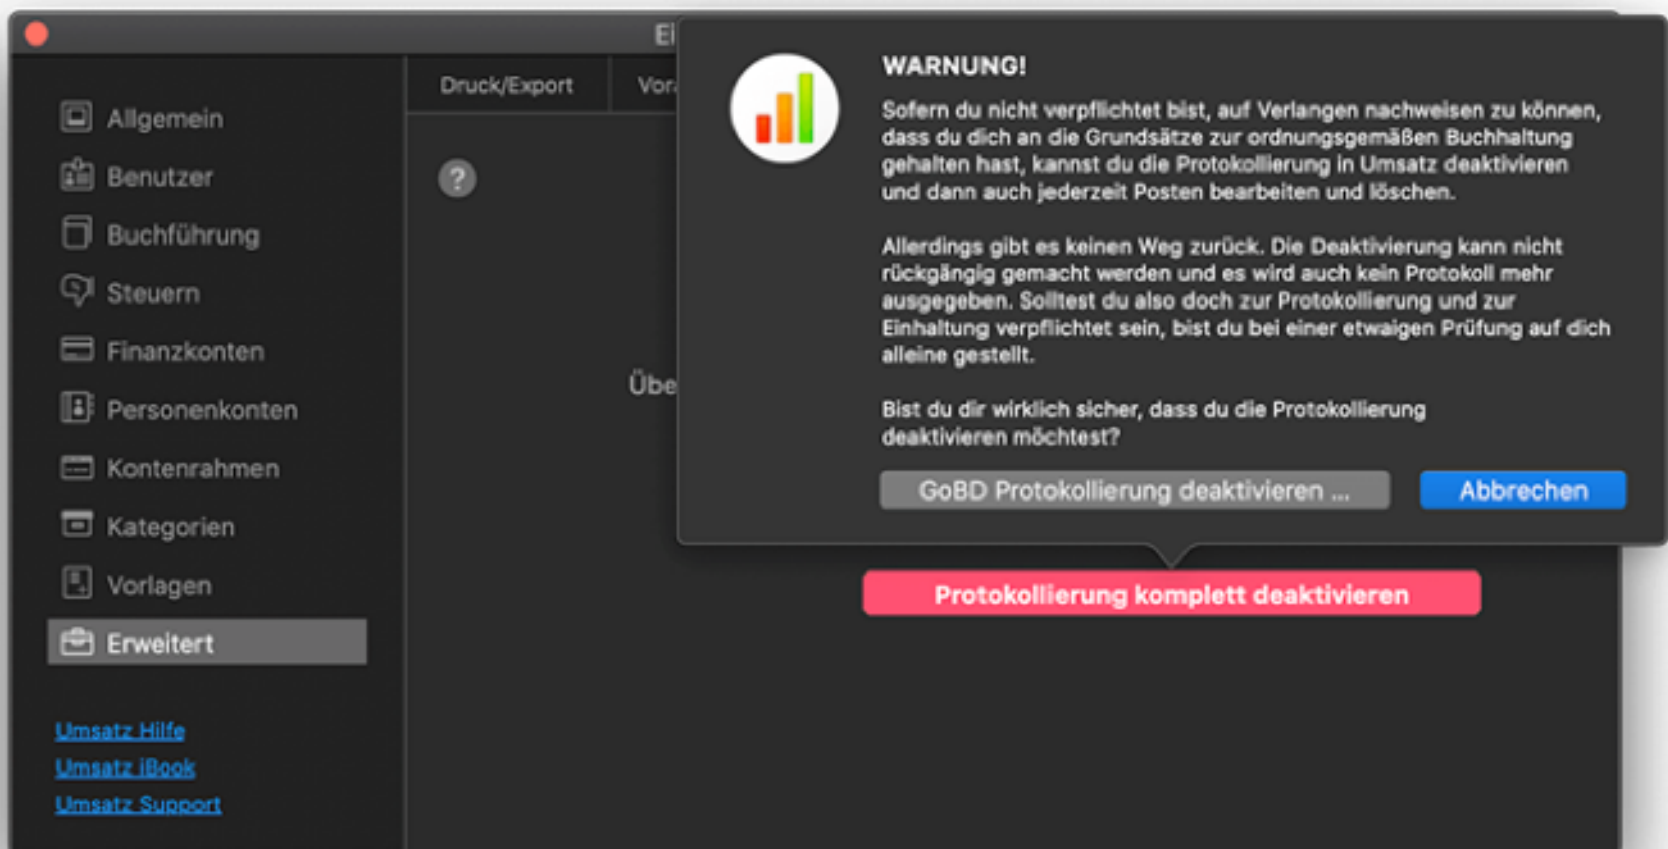 Ei
Druck/Export
Allgemein
Benutzer
Buchführung
Steuern
Finanzkonten
Personenkonten
Kontenrahmen
Kategorien
Vorlagen
Erweitert
Umsatz Hilfe
Umsatz iBook
Umsatz Support
Übe
WARNUNG!
Sofern du nicht verpflichtet bist, auf Verlangen nachweisen zu können,
dass du dich an die Grundsätze zur ordnungsgemäßen Buchhaltung
gehalten hast, kannst du die Protokollierung in Umsatz deaktivieren
und dann auch jederzeit Posten bearbeiten und löschen.
Allerdings gibt es keinen Weg zurück. Die Deaktivierung kann nicht
rückgängig gemacht werden und es wird auch kein Protokoll mehr
ausgegeben. Solltest du also doch zur Protokollierung und zur
Einhaltung verpflichtet sein, bist du bei einer etwaigen Prüfung auf dich
alleine gestellt.
Bist du dir wirklich sicher, dass du die Protokollierung
deaktivieren möchtest?
GoBD Protokollierung deaktivieren ...
Abbrechen
Protokollierung komplett deaktivieren